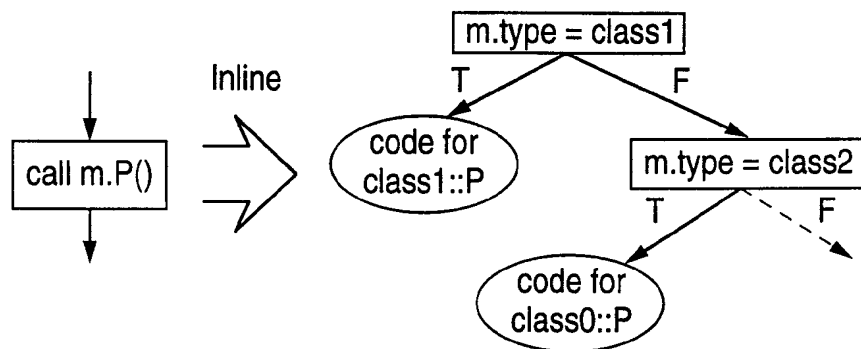 m.type = class1
Inline
T
F
call m.P()
code for
class1::P
m.type = class2
T
F
code for
class0::P